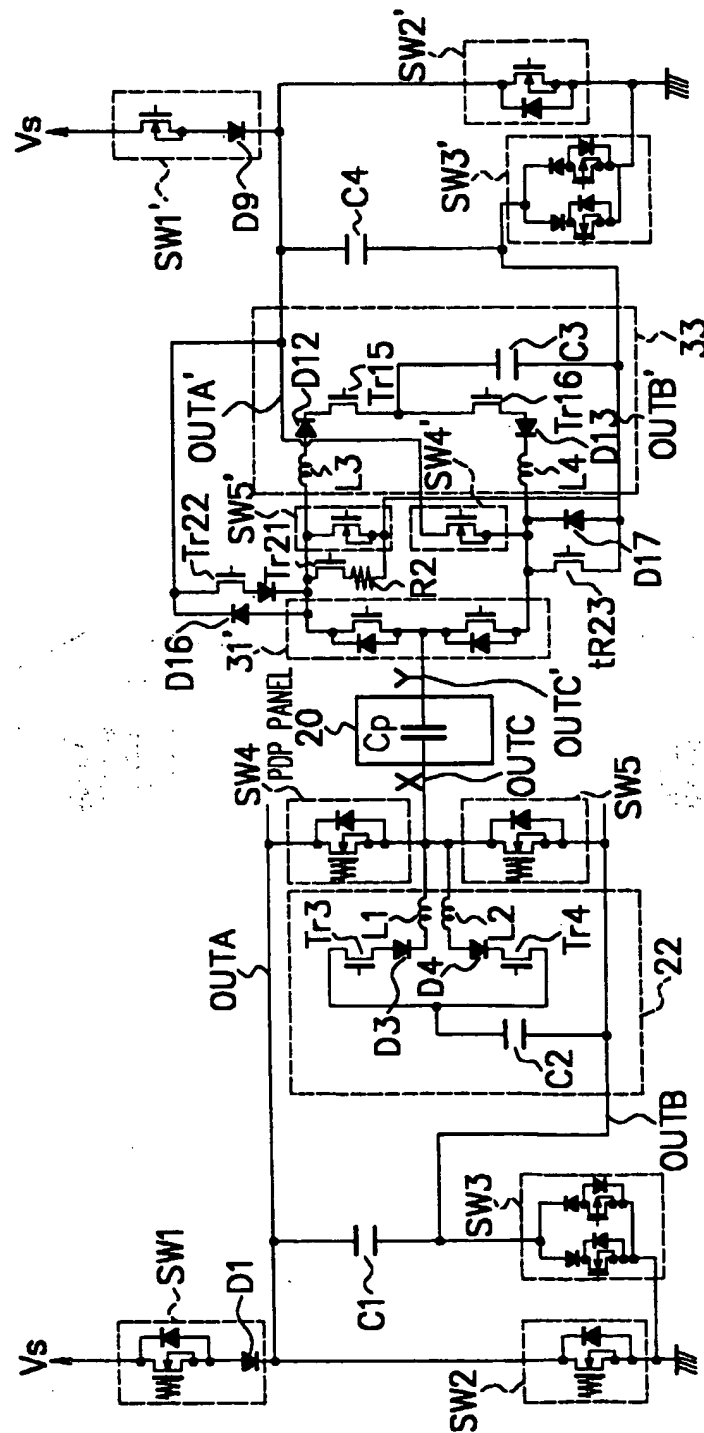 Vs
SW1
D1
SW2
C1
SW3
OUTA
OUTB
C2
D3
Tr3
L1
D4
L2
Tr4
22
SW4
SW5
PDP PANEL
20
Cp
OUTC
OUTC'
31'
D16
Tr22
Tr21
R2
SW5'
SW4'
tR23
D17
L3
L4
D12
D13
Tr15
Tr16
C3
OUTA'
OUTB'
33
C4
Vs
SW1'
D9
SW2'
SW3'